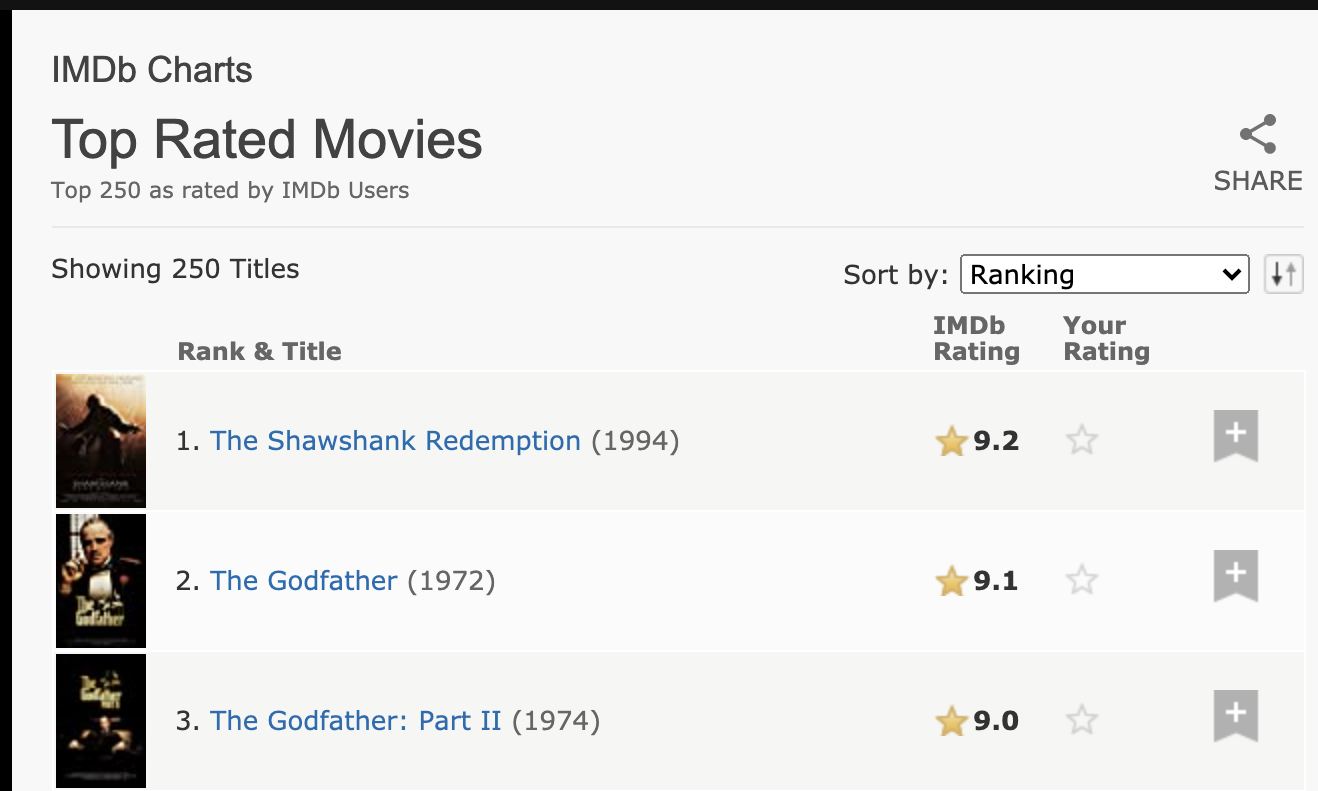 IMDb Charts
Top Rated Movies
Top 250 as rated by IMDb Users
SHARE
Showing 250 Titles
Sort by: Ranking
Rank & Title IMDb Rating Your Rating
1. The Shawshank Redemption (1994) 9.2
2. The Godfather (1972) 9.1
The Godfather
3. The Godfather: Part II (1974) 9.0